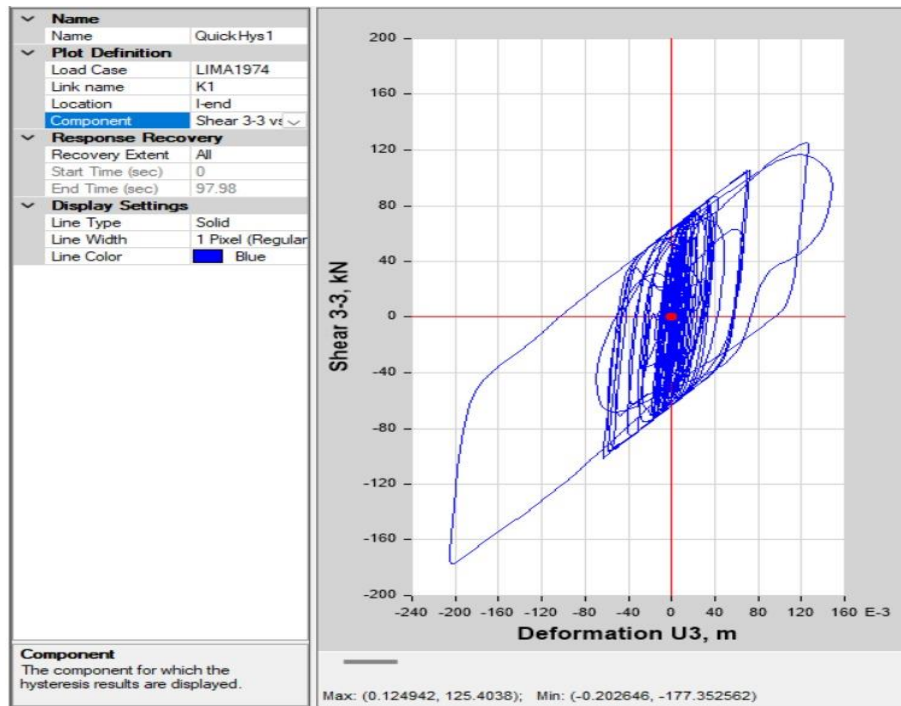 Name
Name QuickHys1
Plot Definition
Load Case LIMA1974
Link name K1
Location I-end
Component Shear 3-3 vs
Response Recovery
Recovery Extent All
Start Time (sec) 0
End Time (sec) 97.98
Display Settings
Line Type Solid
Line Width 1 Pixel (Regular
Line Color Blue
Component
The component for which the
hysteresis results are displayed.
200
160
120
80
40
0
-40
-80
-120
-160
-200
Shear 3-3, kN
-240 -200 -160 -120 -80 -40 0 40 80 120 160 E-3
Deformation U3, m
Max: (0.124942, 125.4038); Min: (-0.202646, -177.352562)